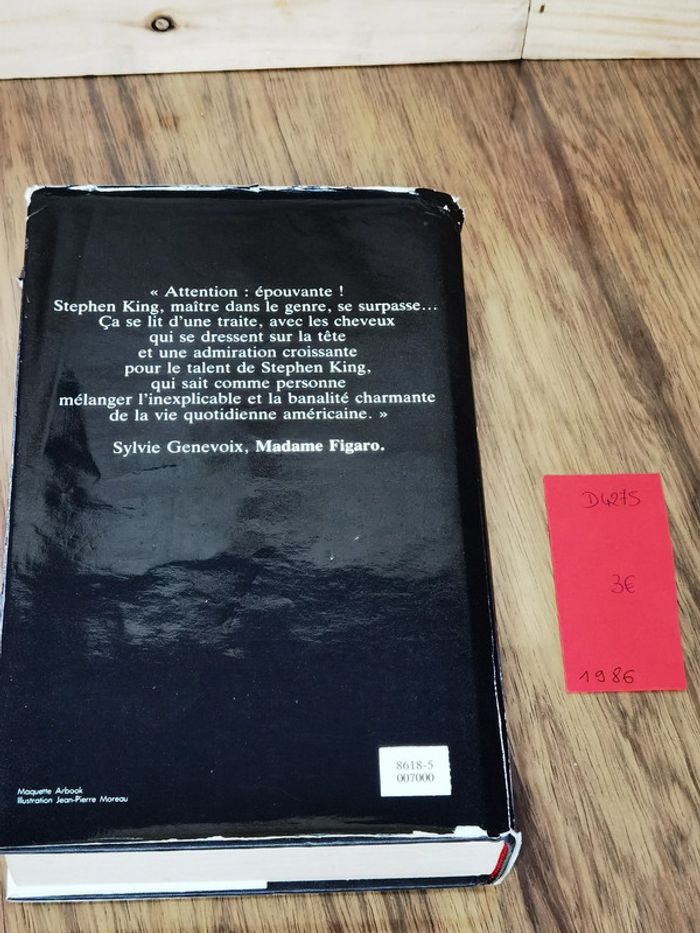 « Attention : épouvante !
Stephen King, maître dans le genre, se surpasse...
Ça se lit d'une traite, avec les cheveux
qui se dressent sur la tête
et une admiration croissante
pour le talent de Stephen King,
qui sait comme personne
mélanger l'inexplicable et la banalité charmante
de la vie quotidienne américaine. »
Sylvie Genevoix, Madame Figaro.
D4275
3€
1986
8618-5
007000
Maquette Arbook
Illustration Jean-Pierre Moreau